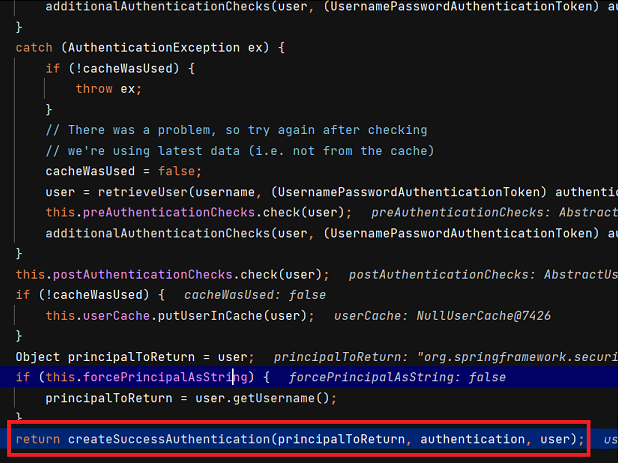 additionalAuthenticationChecks(user, (UsernamePasswordAuthenticationToken) au
}
catch (AuthenticationException ex) {
if (!cacheWasUsed) {
throw ex;
}
// There was a problem, so try again after checking
// we're using latest data (i.e. not from the cache)
cacheWasUsed = false;
user = retrieveUser(username, (UsernamePasswordAuthenticationToken) authentic
this.preAuthenticationChecks.check(user); preAuthenticationChecks: Abstract
additionalAuthenticationChecks(user, (UsernamePasswordAuthenticationToken) au
}
this.postAuthenticationChecks.check(user); postAuthenticationChecks: AbstractUs
if (!cacheWasUsed) { cacheWasUsed: false
this.userCache.putUserInCache(user); userCache: NullUserCache@7426
}
Object principalToReturn = user; principalToReturn: "org.springframework.securi
if (this.forcePrincipalAsString) { forcePrincipalAsString: false
principalToReturn = user.getUsername();
}
return createSuccessAuthentication(principalToReturn, authentication, user); us